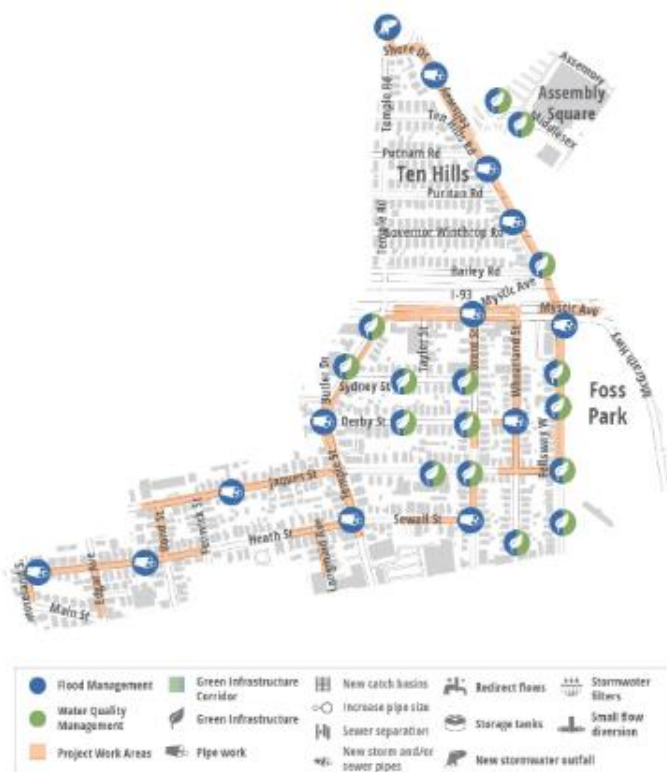 Shore Dr
Assembly
Square
Middlesex
Temple Rd
Ten Hills Rd
Putnam Rd
Ten Hills
Puritan Rd
Temple Rd
Governor Winthrop Rd
Bailey Rd
Mystic Ave
I-93
Mystic Ave
McGrath Hwy
Taylor St
Grant St
Wheatland St
Butler Dr
Sydney St
Foss
Park
Derby St
Fellsway W
Temple St
Jaques St
Sewall St
Heath St
Langmaid Ave
Edgar Ave
Main St
Flood Management
Water Quality
Management
Project Work Areas
Green Infrastructure
Corridor
Green Infrastructure
Pipe work
New catch basins
Increase pipe size
Sewer separation
New storm and/or
sewer pipes
Redirect flows
Storage tanks
New stormwater outfall
Stormwater
filters
Small flow
diversion